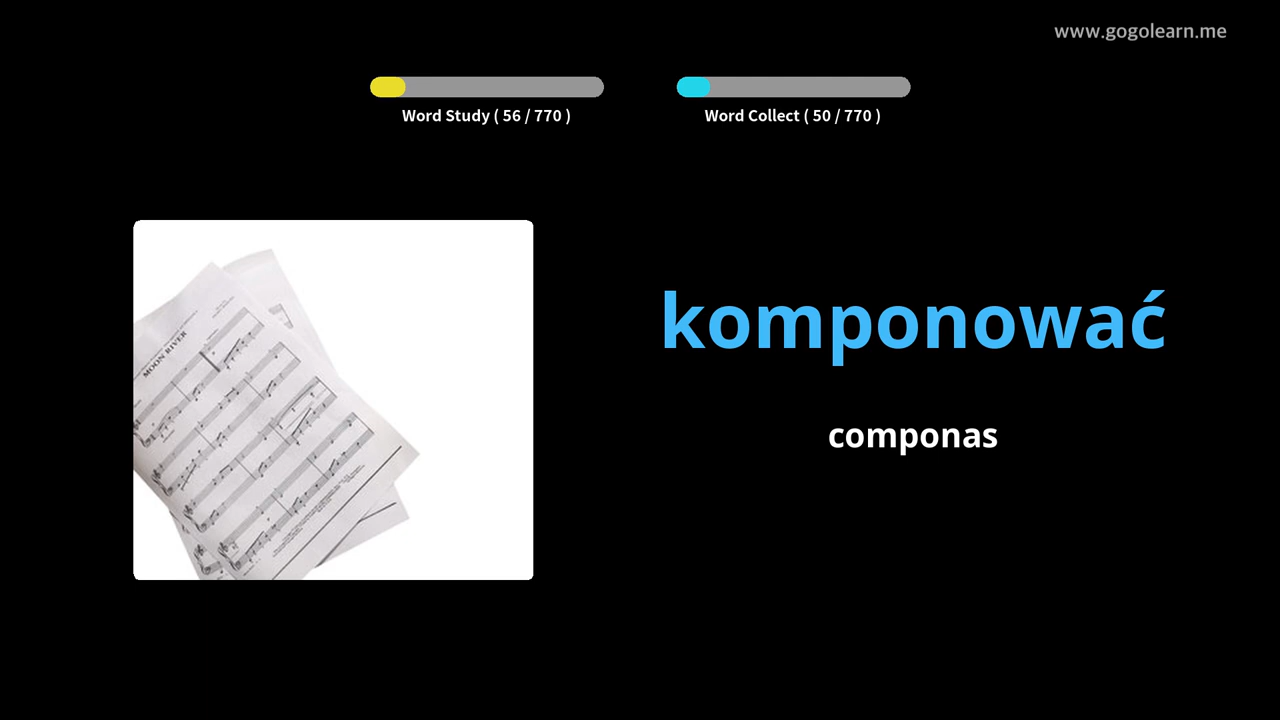 www.gogolearn.me
Word Study ( 56 / 770 )
Word Collect ( 50 / 770 )
MOON RIVER
komponować
componas